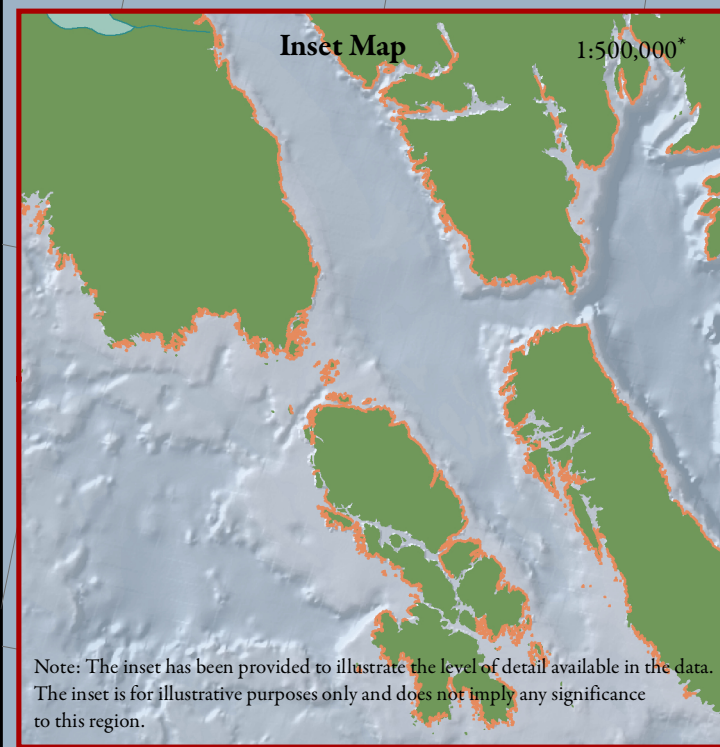 Inset Map
1:500,000*
Note: The inset has been provided to illustrate the level of detail available in the data.
The inset is for illustrative purposes only and does not imply any significance
to this region.